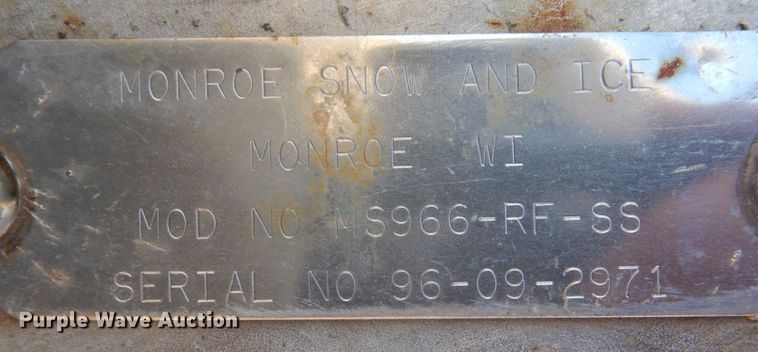 MONROE SNOW AND ICE
MONROE WI
MOD NO MS966-RF-SS
SERIAL NO 96-09-2971
Purple Wave Auction